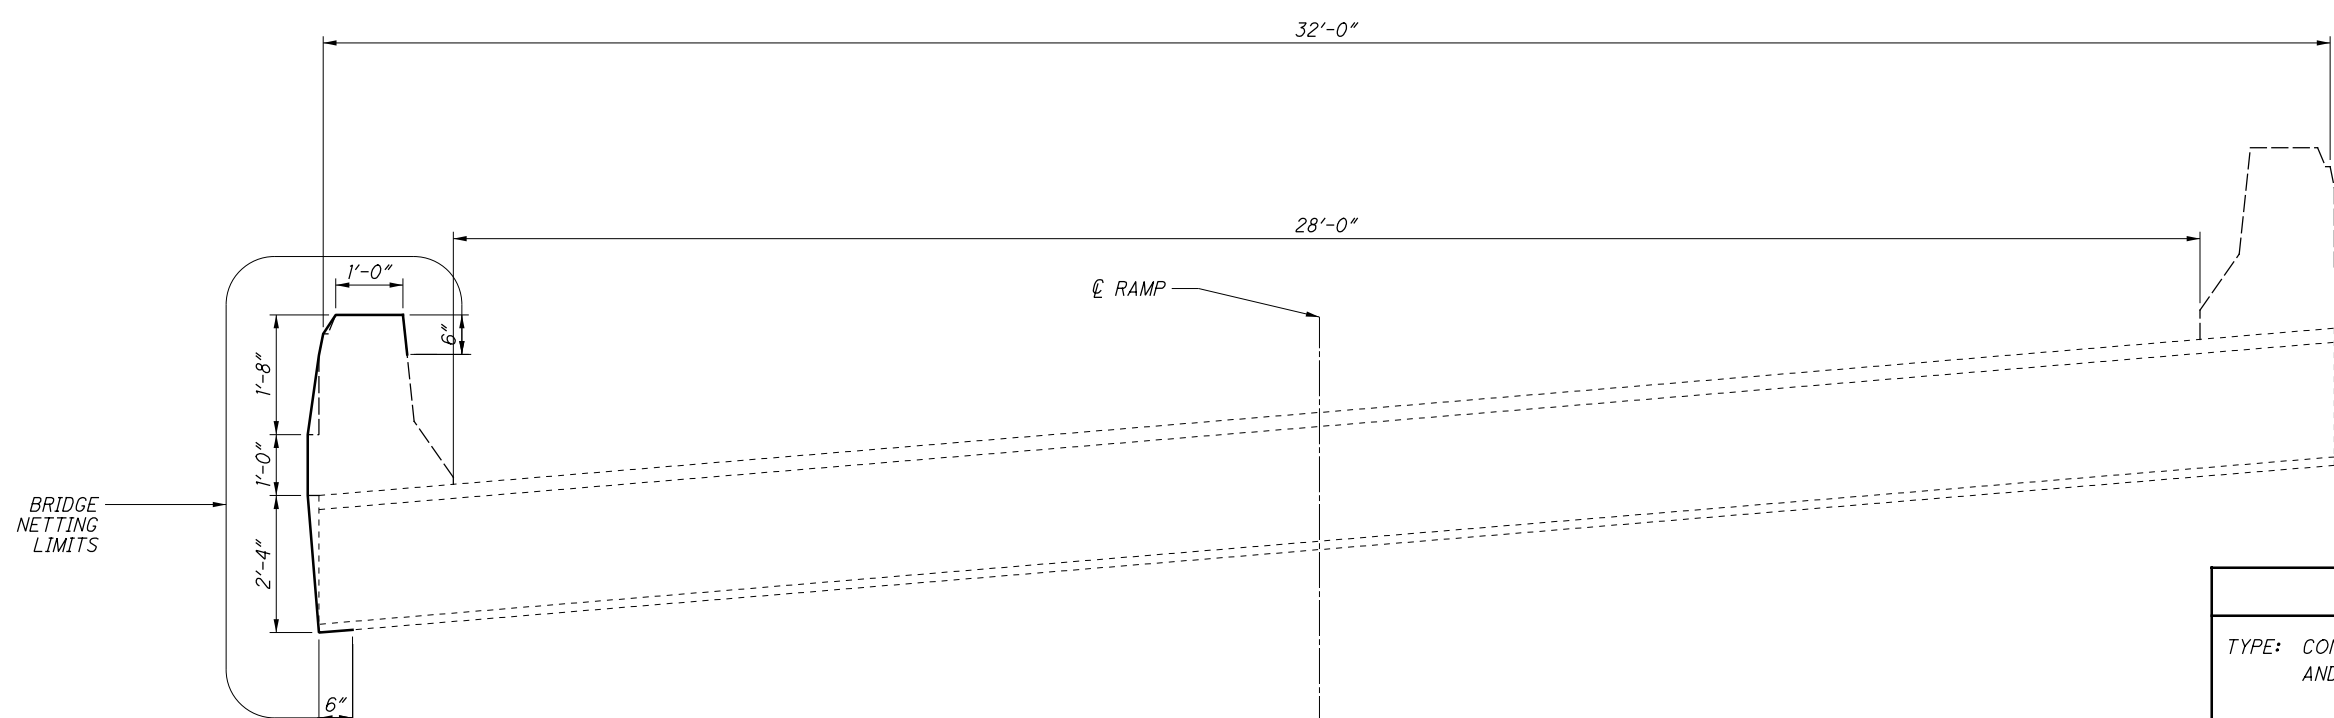 32'-0"
28'-0"
1'-0"
℄ RAMP
6"
1'-8"
1'-0"
BRIDGE
NETTING
LIMITS
2'-4"
TYPE:
6"